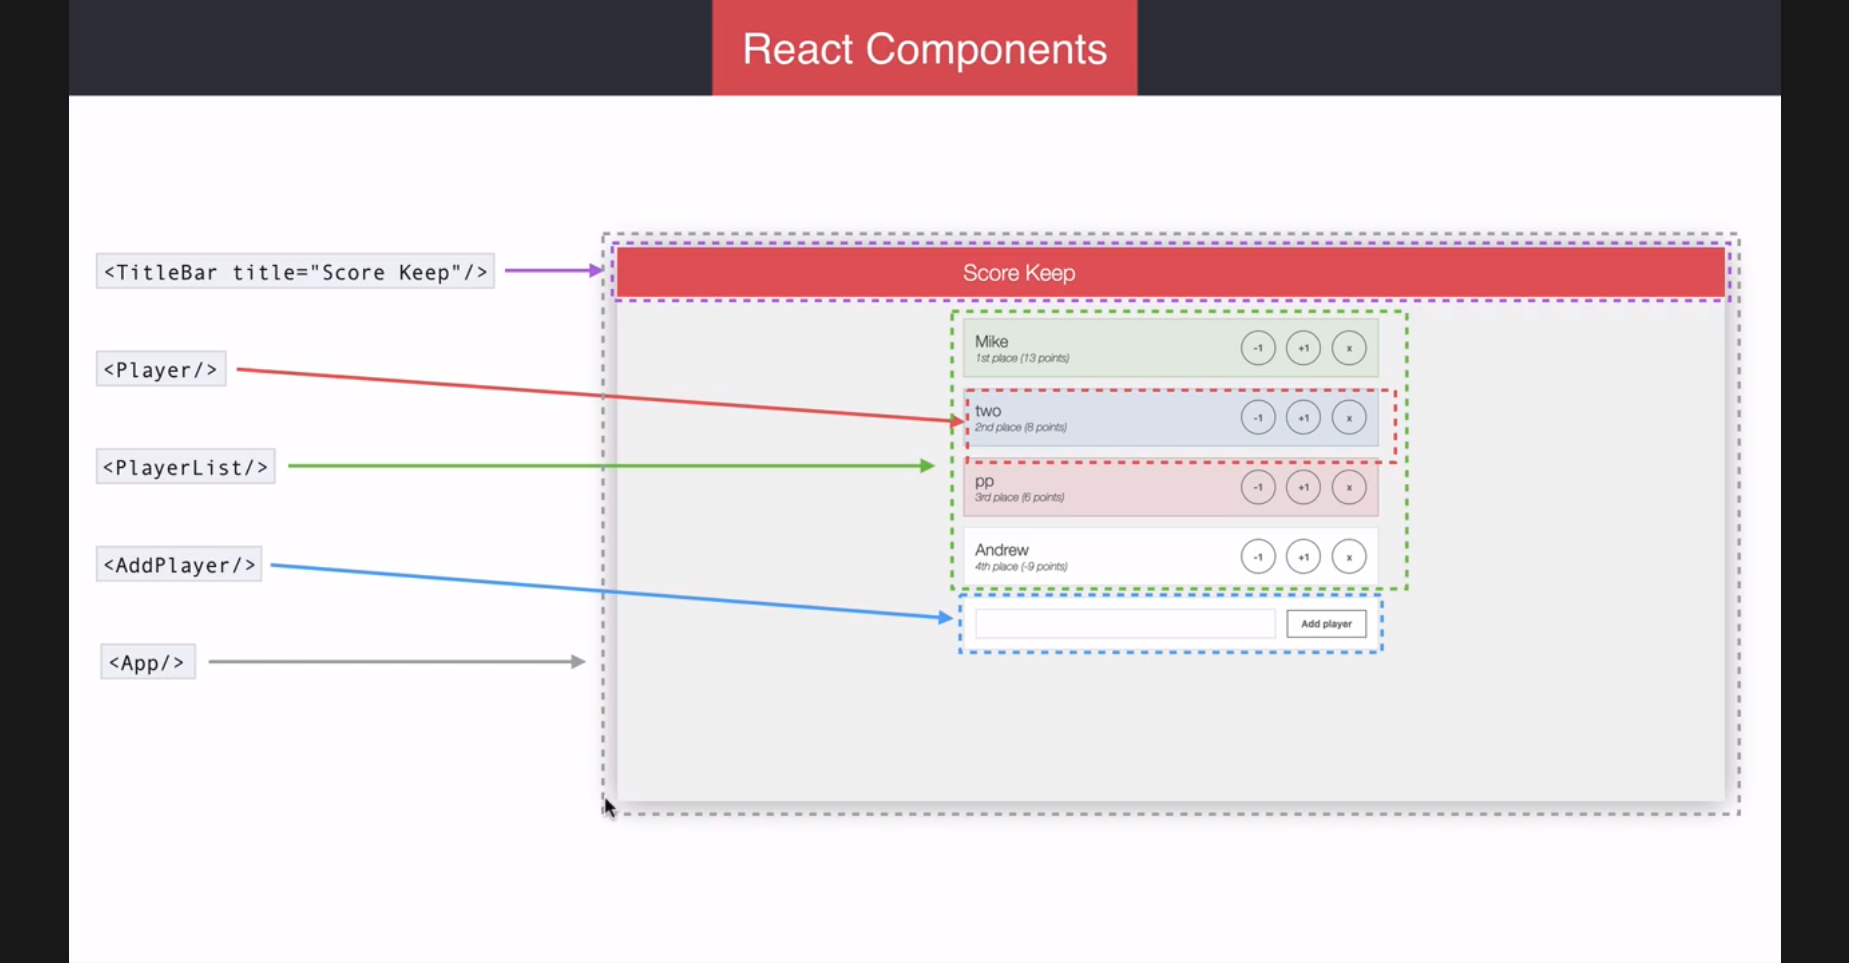 React Components
<TitleBar title="Score Keep"/>
<Player/>
<PlayerList/>
<AddPlayer/>
<App/>
Score Keep
Mike
1st place (13 points)
-1 +1 x
two
2nd place (8 points)
-1 +1 x
pp
3rd place (6 points)
-1 +1 x
Andrew
4th place (-9 points)
-1 +1 x
Add player